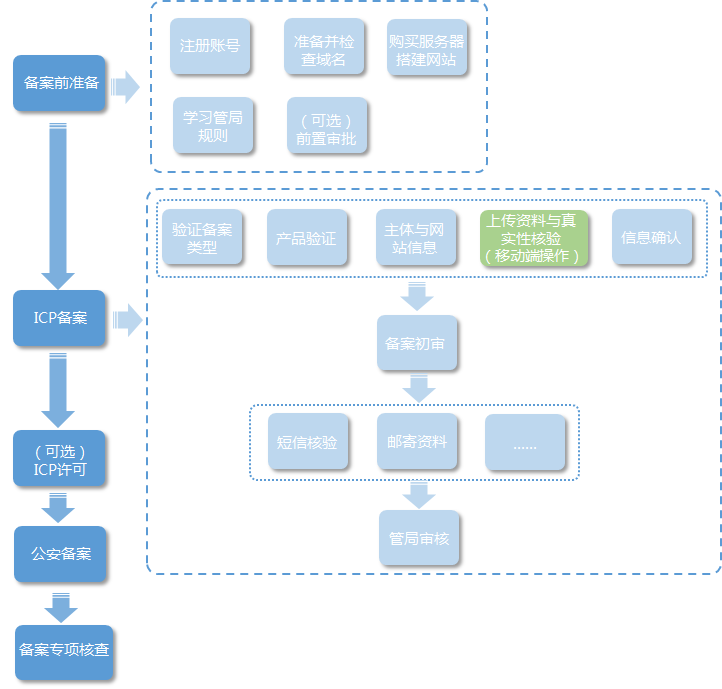 备案前准备
注册账号
准备并检
查域名
购买服务器
搭建网站
学习管局
规则
（可选）
前置审批
ICP备案
验证备案
类型
产品验证
主体与网
站信息
上传资料与真
实性核验
（移动端操作）
信息确认
备案初审
短信核验
邮寄资料
……
管局审核
（可选）
ICP许可
公安备案
备案专项核查